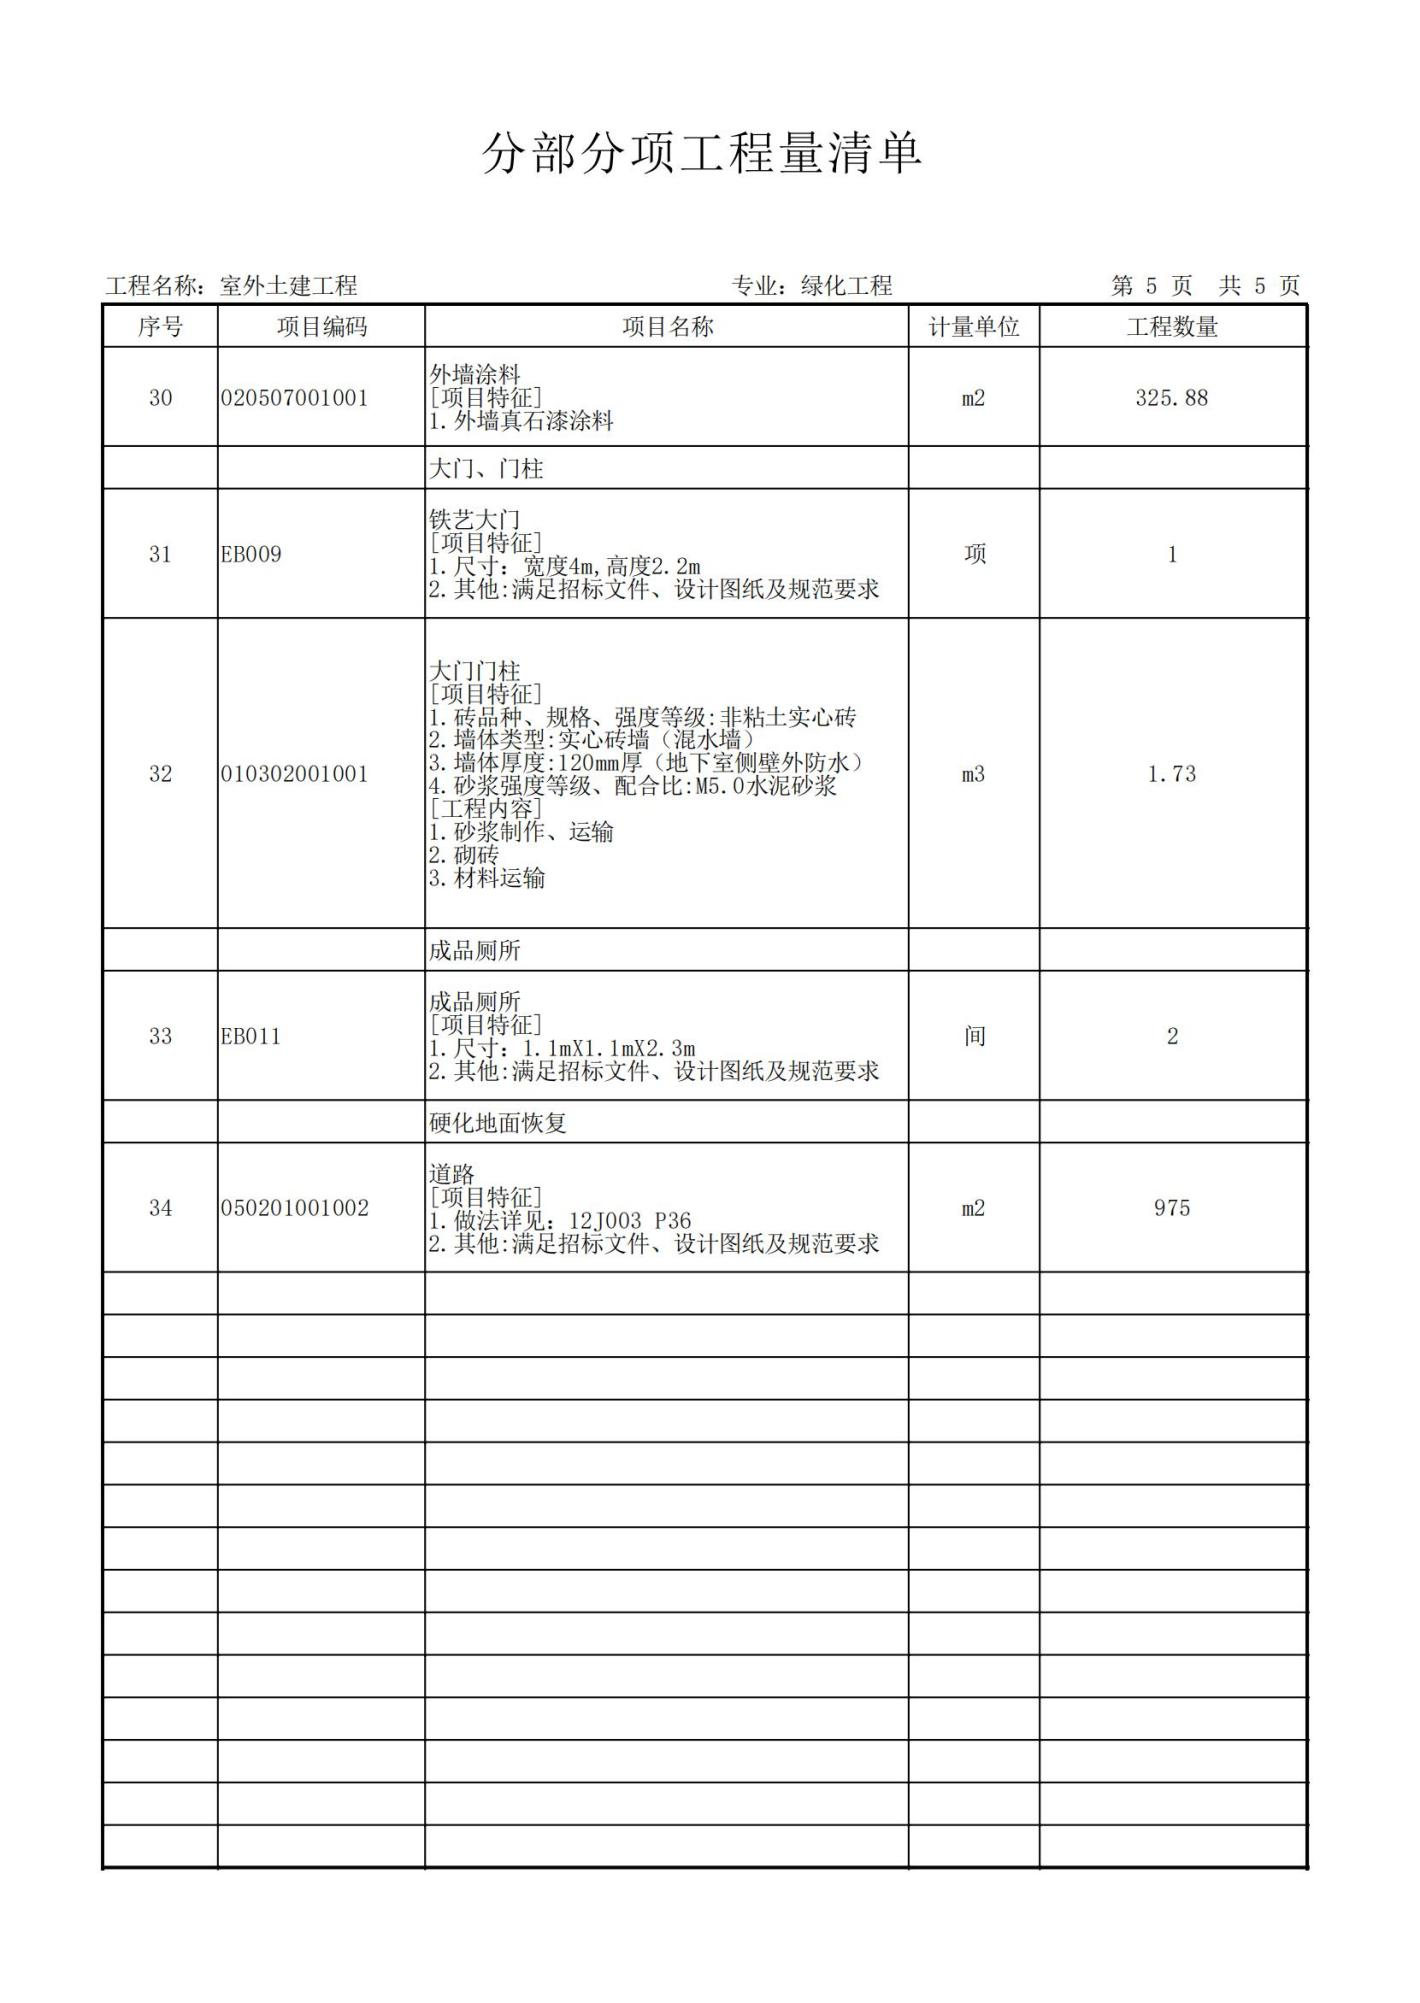 分部分项工程量清单
工程名称：室外土建工程 专业：绿化工程 第 5 页 共 5 页
序号 项目编码 项目名称 计量单位 工程数量
外墙涂料
30 020507001001 [项目特征] m2 325.88
1.外墙真石漆涂料
大门、门柱
铁艺大门
[项目特征]
31 EB009 项 1
1.尺寸：宽度4m,高度2.2m
2.其他:满足招标文件、设计图纸及规范要求
大门门柱
[项目特征]
1.砖品种、规格、强度等级:非粘土实心砖
2.墙体类型:实心砖墙（混水墙）
3.墙体厚度:120mm厚（地下室侧壁外防水）
32 010302001001 m3 1.73
4.砂浆强度等级、配合比:M5.0水泥砂浆
[工程内容]
1.砂浆制作、运输
2.砌砖
3.材料运输
成品厕所
成品厕所
[项目特征]
33 EB011 间 2
1.尺寸：1.1mX1.1mX2.3m
2.其他:满足招标文件、设计图纸及规范要求
硬化地面恢复
道路
[项目特征]
34 050201001002 m2 975
1.做法详见：12J003 P36
2.其他:满足招标文件、设计图纸及规范要求